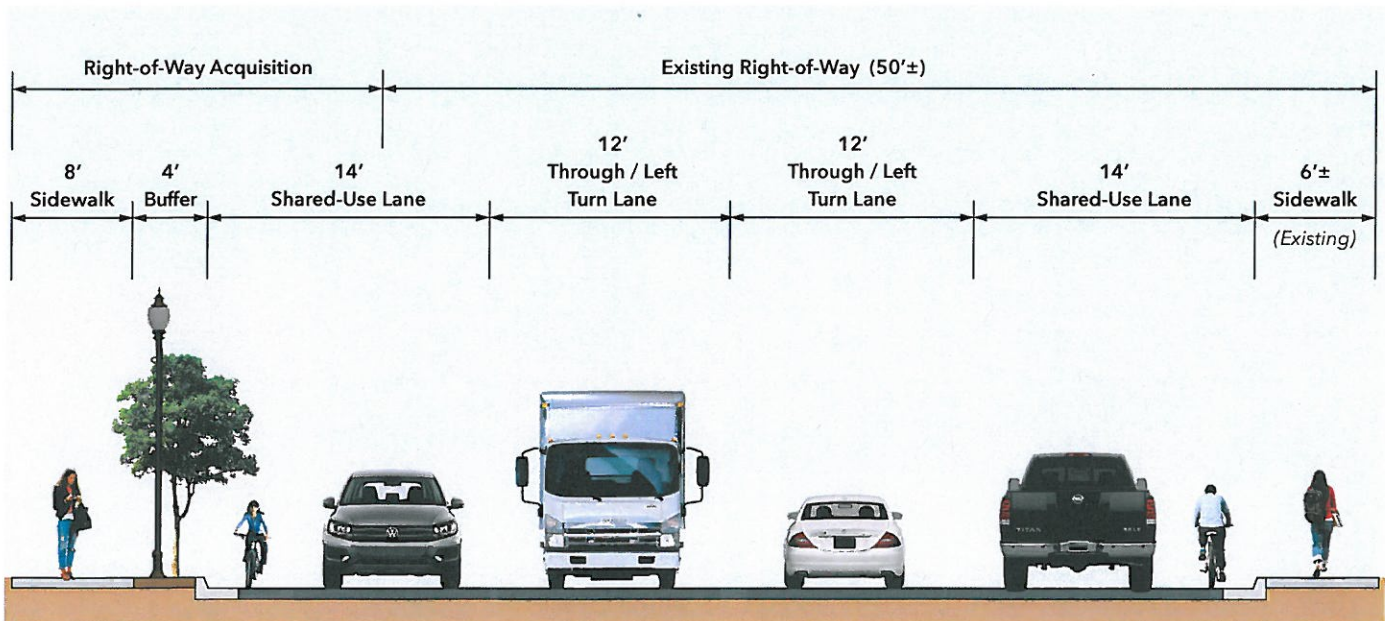 Right-of-Way Acquisition
Existing Right-of-Way (50’±)
8’
Sidewalk
4’
Buffer
14’
Shared-Use Lane
12’
Through / Left
Turn Lane
12’
Through / Left
Turn Lane
14’
Shared-Use Lane
6’±
Sidewalk
(Existing)
TITAN